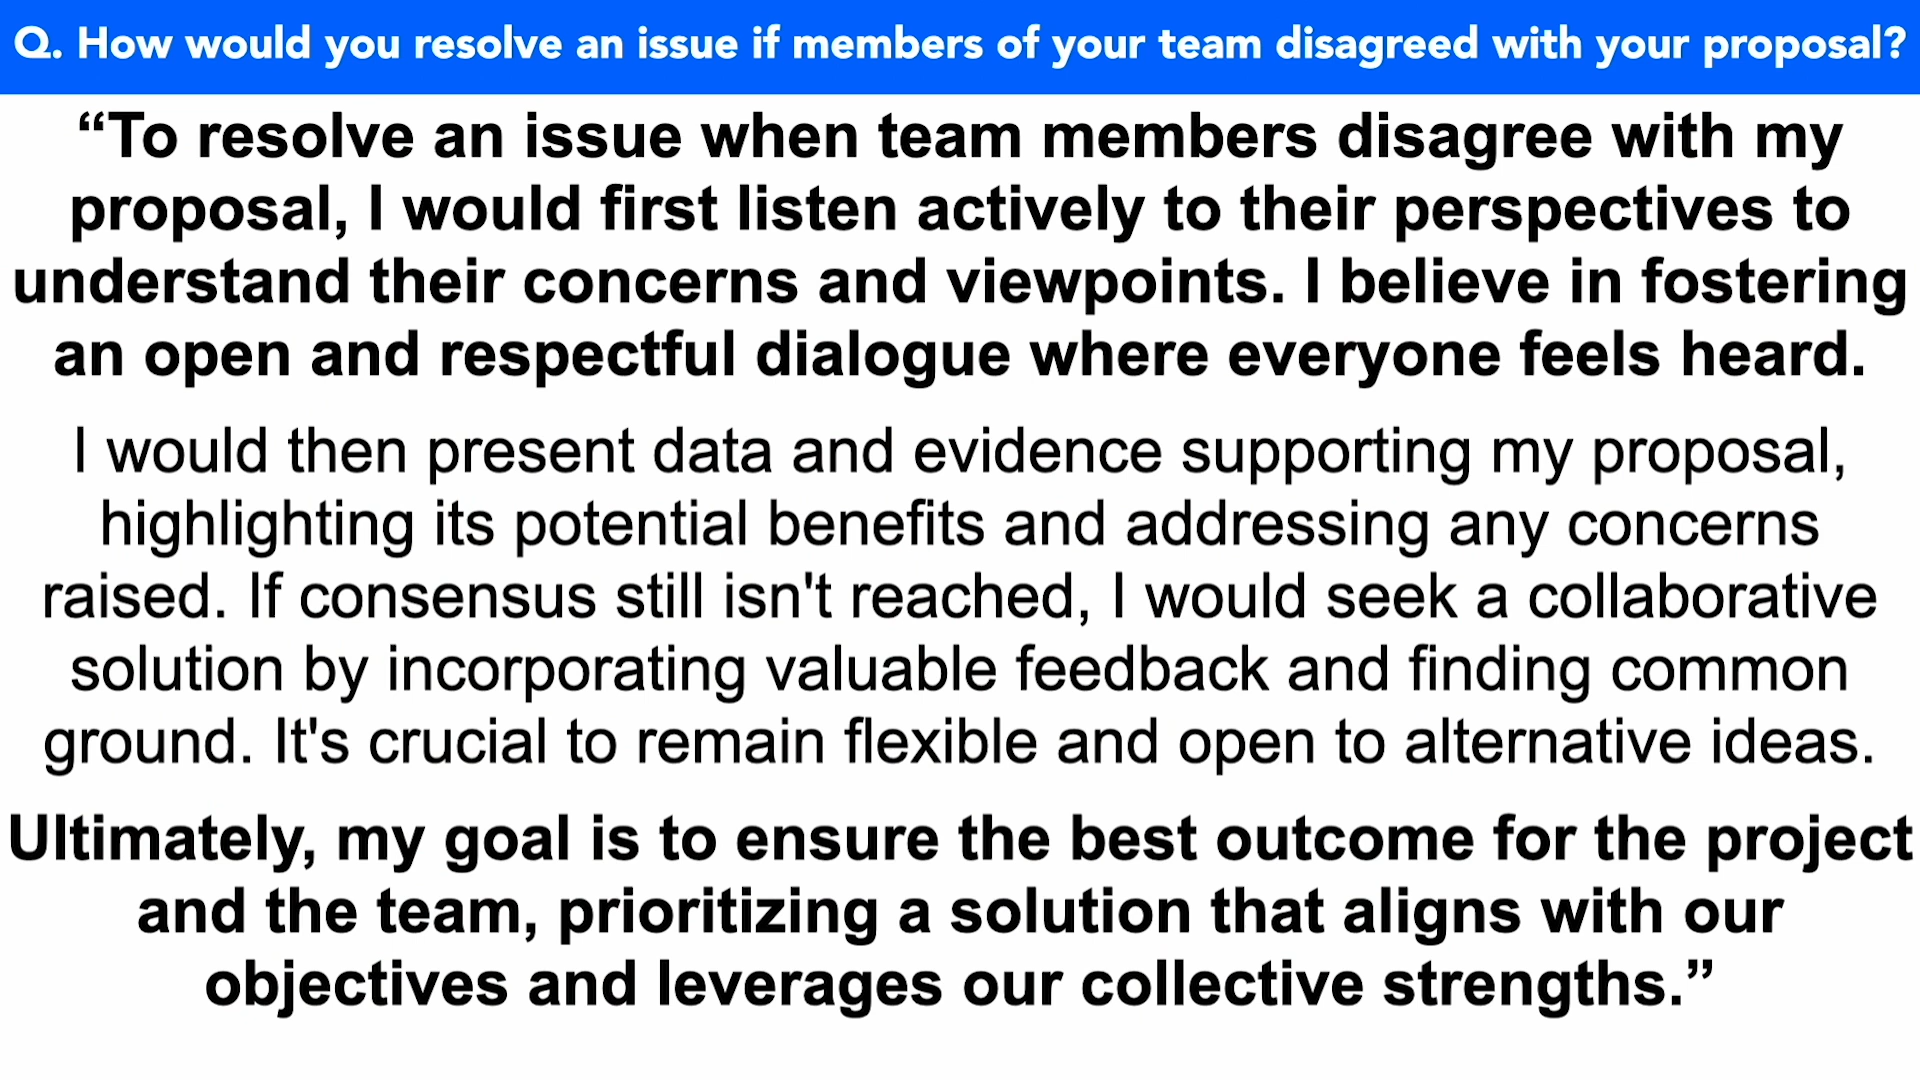 Q. How would you resolve an issue if members of your team disagreed with your proposal?
“To resolve an issue when team members disagree with my
proposal, I would first listen actively to their perspectives to
understand their concerns and viewpoints. I believe in fostering
an open and respectful dialogue where everyone feels heard.
I would then present data and evidence supporting my proposal,
highlighting its potential benefits and addressing any concerns
raised. If consensus still isn't reached, I would seek a collaborative
solution by incorporating valuable feedback and finding common
ground. It's crucial to remain flexible and open to alternative ideas.
Ultimately, my goal is to ensure the best outcome for the project
and the team, prioritizing a solution that aligns with our
objectives and leverages our collective strengths.”